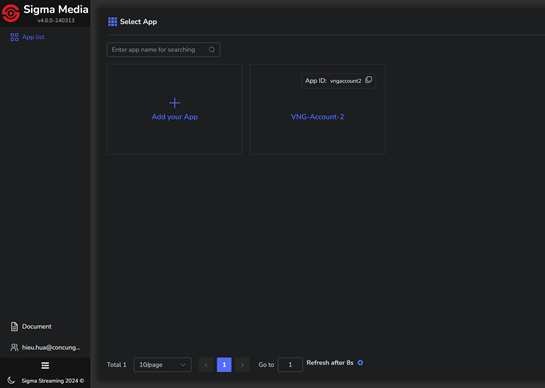 Sigma Media
v4.6.0-240313
App list
Select App
Enter app name for searching
Add your App
App ID: vngaccount2
VNG-Account-2
Document
hieu.hua@concung...
Total 1
10/page
1
Go to
1
Refresh after 8s
Sigma Streaming 2024 ©